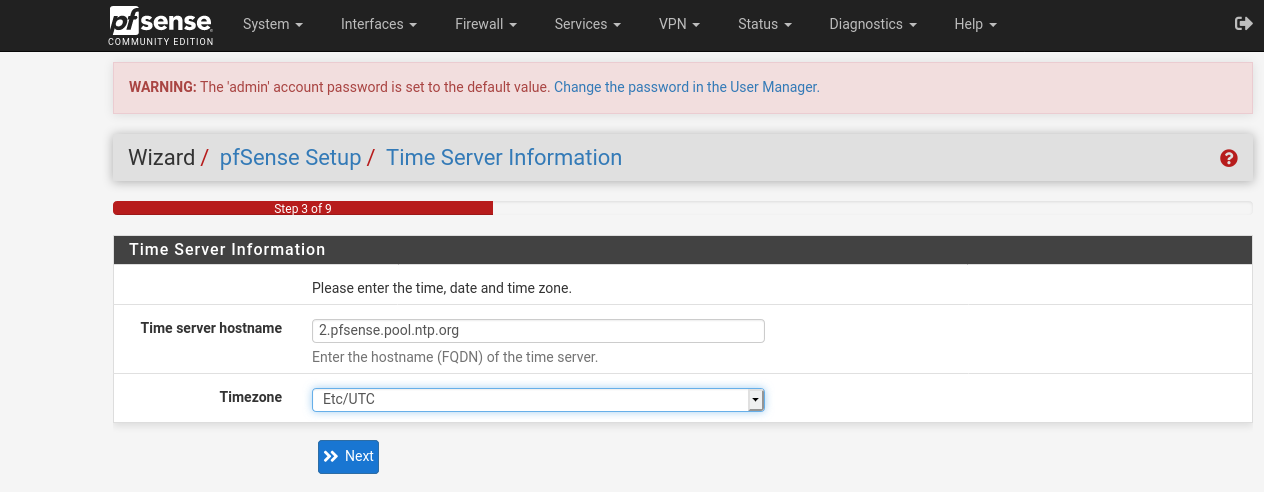 pfsense
COMMUNITY EDITION
System Interfaces Firewall Services VPN Status Diagnostics Help
WARNING: The 'admin' account password is set to the default value. Change the password in the User Manager.
Wizard / pfSense Setup / Time Server Information
Step 3 of 9
Time Server Information
Please enter the time, date and time zone.
Time server hostname 2.pfsense.pool.ntp.org
Enter the hostname (FQDN) of the time server.
Timezone Etc/UTC
Next